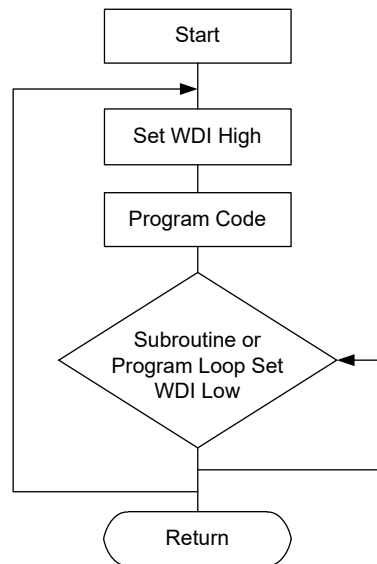 Start
Set WDI High
Program Code
Subroutine or
Program Loop Set
WDI Low
Return